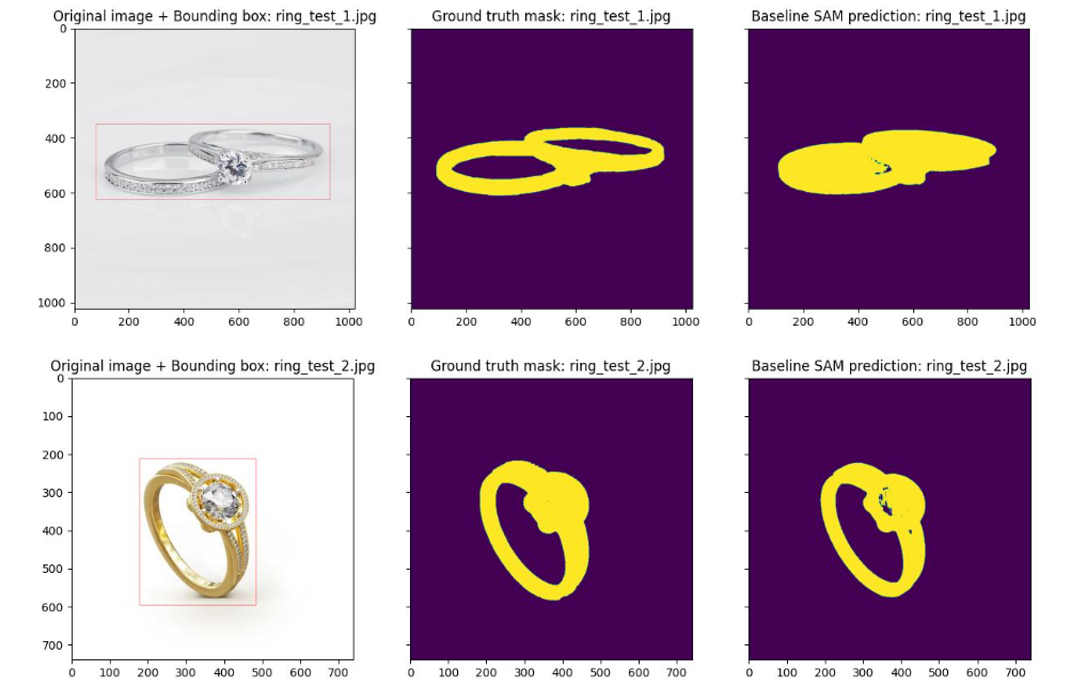 Original image + Bounding box: ring_test_1.jpg
Ground truth mask: ring_test_1.jpg
Baseline SAM prediction: ring_test_1.jpg
0
200
400
600
800
1000
0 200 400 600 800 1000
0 200 400 600 800 1000
0 200 400 600 800 1000
Original image + Bounding box: ring_test_2.jpg
Ground truth mask: ring_test_2.jpg
Baseline SAM prediction: ring_test_2.jpg
0
100
200
300
400
500
600
700
0 100 200 300 400 500 600 700
0 100 200 300 400 500 600 700
0 100 200 300 400 500 600 700